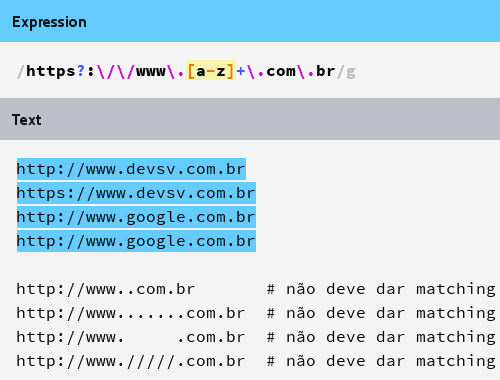 Expression
/https?:\/\/www\.[a-z]+\.com\.br/g
Text
http://www.devsv.com.br
https://www.devsv.com.br
http://www.google.com.br
http://www.google.com.br
http://www..com.br       # não deve dar matching
http://www.......com.br  # não deve dar matching
http://www.     .com.br  # não deve dar matching
http://www./////.com.br  # não deve dar matching